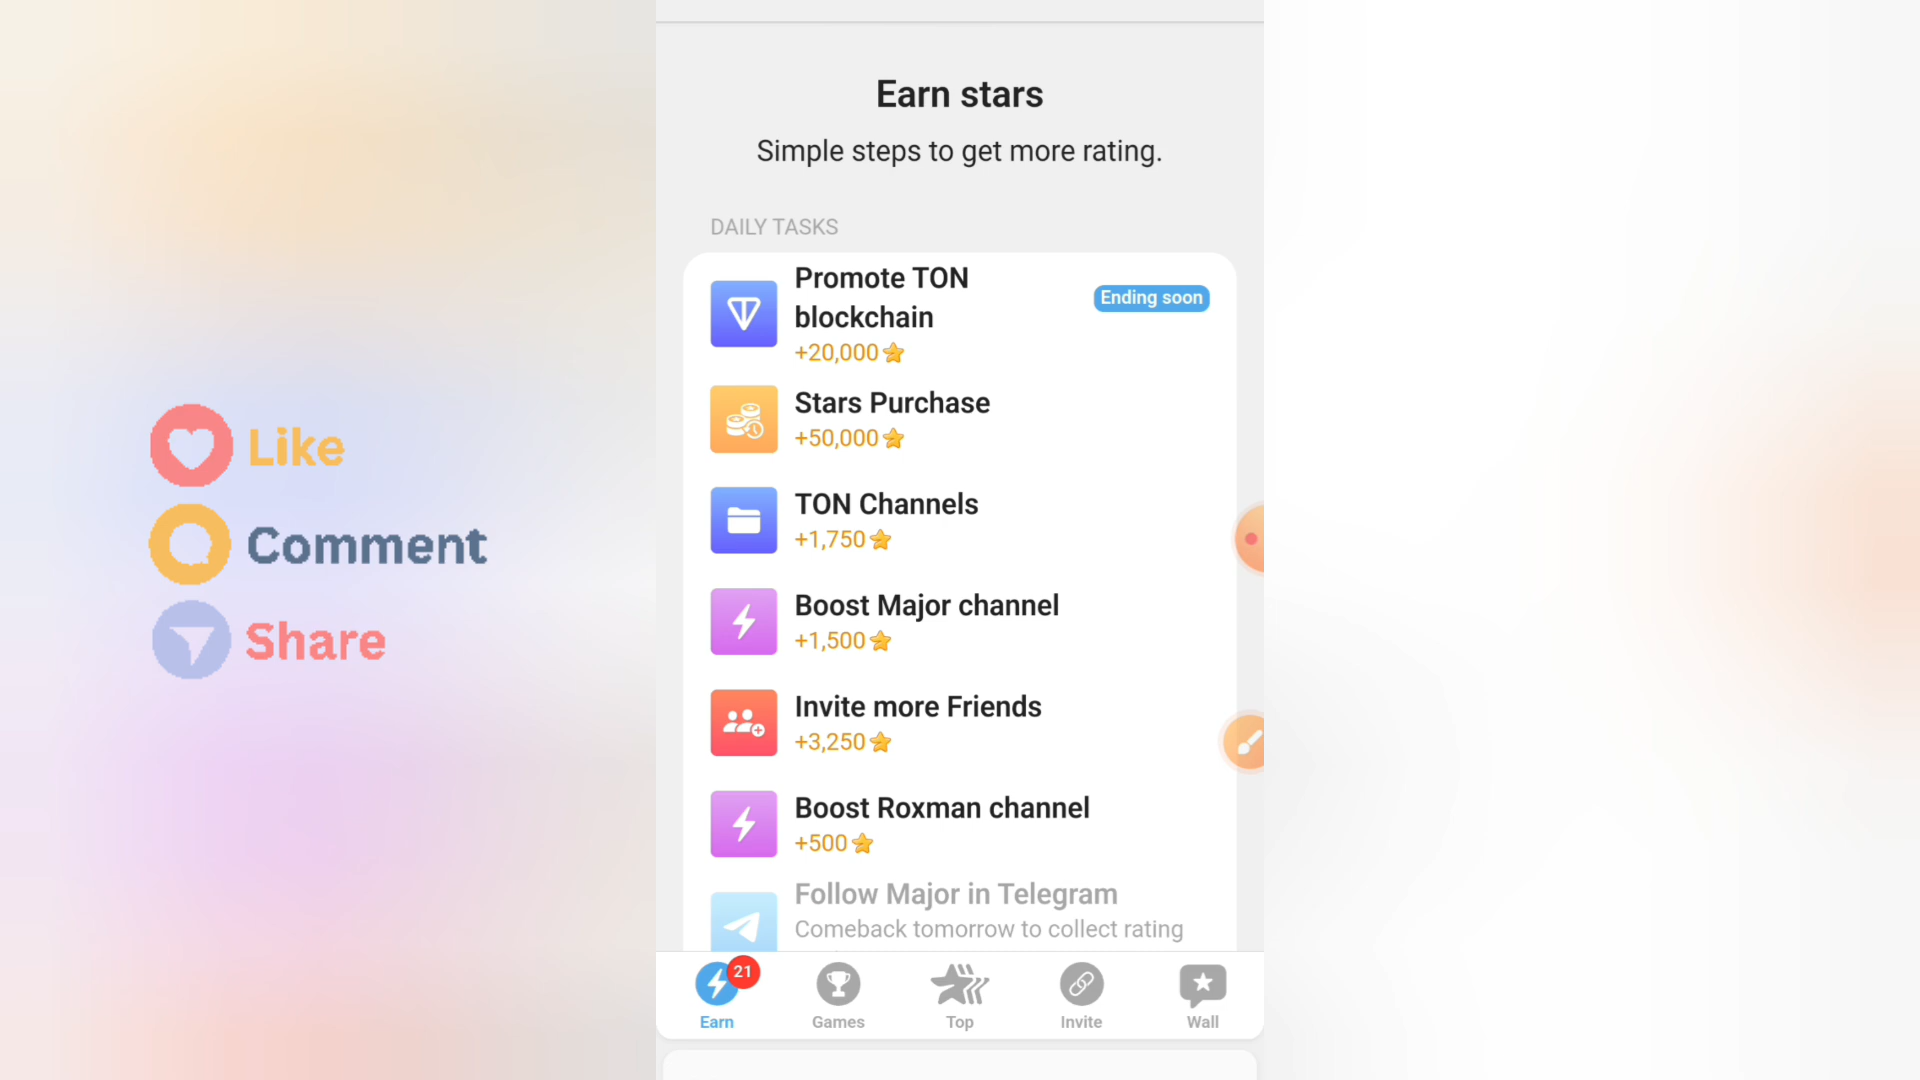 Earn stars
Simple steps to get more rating.
DAILY TASKS
Promote TON
blockchain
Ending soon
+20,000
Stars Purchase
+50,000
TON Channels
+1,750
Boost Major channel
+1,500
Invite more Friends
+3,250
Boost Roxman channel
+500
Follow Major in Telegram
Comeback tomorrow to collect rating
21
Earn
Games
Top
Invite
Wall
Like
Comment
Share